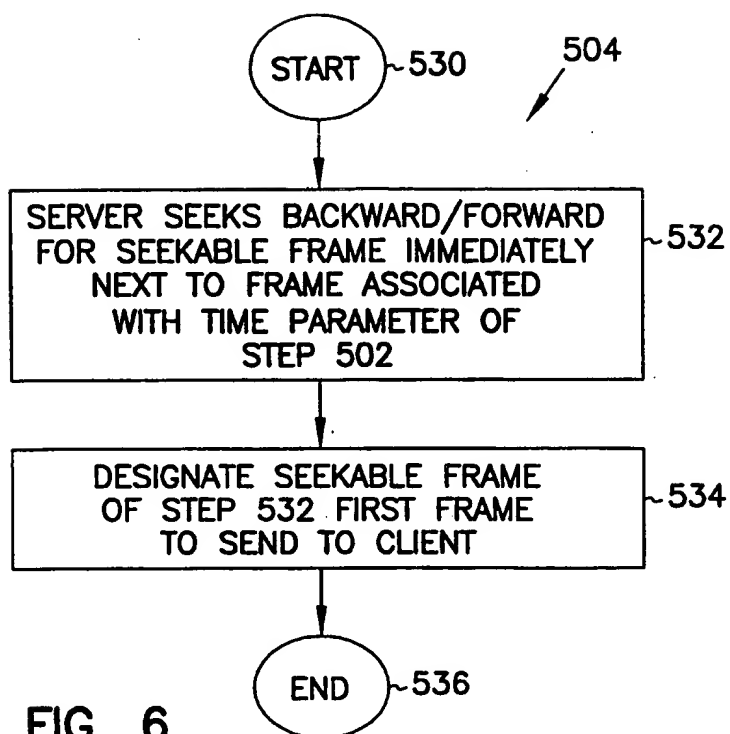 START
530
504
SERVER SEEKS BACKWARD/FORWARD
FOR SEEKABLE FRAME IMMEDIATELY
NEXT TO FRAME ASSOCIATED
WITH TIME PARAMETER OF
STEP 502
532
DESIGNATE SEEKABLE FRAME
OF STEP 532 FIRST FRAME
TO SEND TO CLIENT
534
END
536
FIG. 6